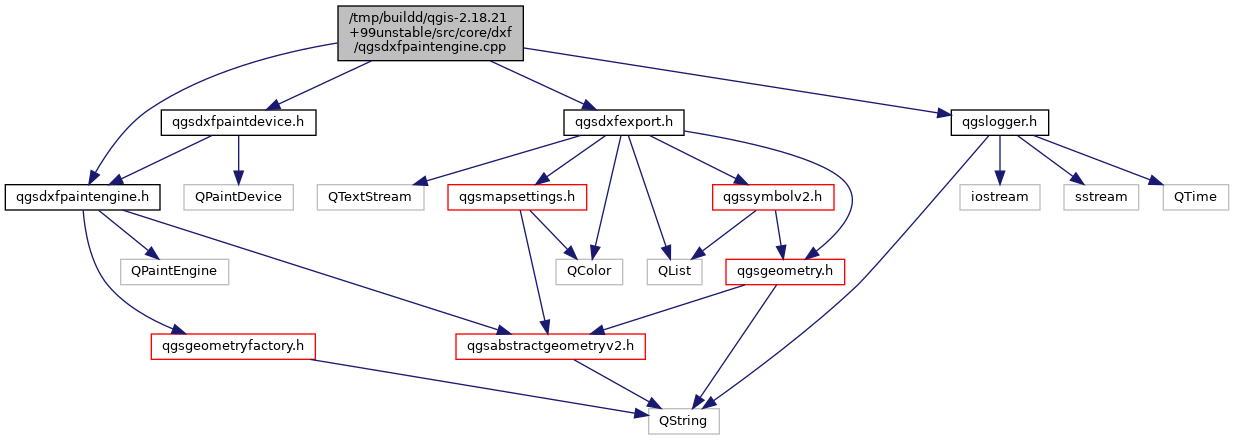 /tmp/buildd/qgis-2.18.21
+99unstable/src/core/dxf
/qgsdxfpaintengine.cpp
qgsdxfpaintdevice.h
qgsdxfexport.h
qgslogger.h
qgsdxfpaintengine.h
QPaintDevice
QTextStream
qgsmapsettings.h
qgssymbolv2.h
iostream
sstream
QTime
QPaintEngine
QColor
QList
qgsgeometry.h
qgsgeometryfactory.h
qgsabstractgeometryv2.h
QString